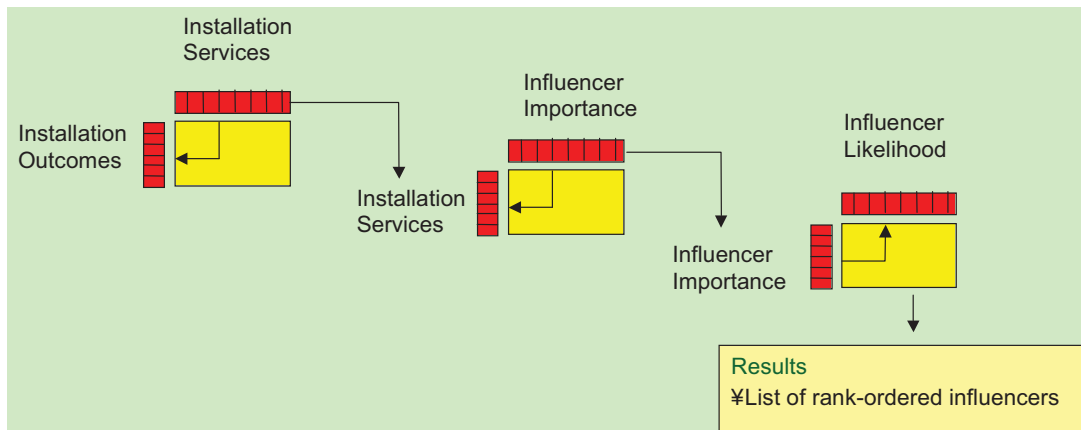 Installation
Services
Installation
Outcomes
Influencer
Importance
Installation
Services
Influencer
Likelihood
Influencer
Importance
Results
¥List of rank-ordered influencers